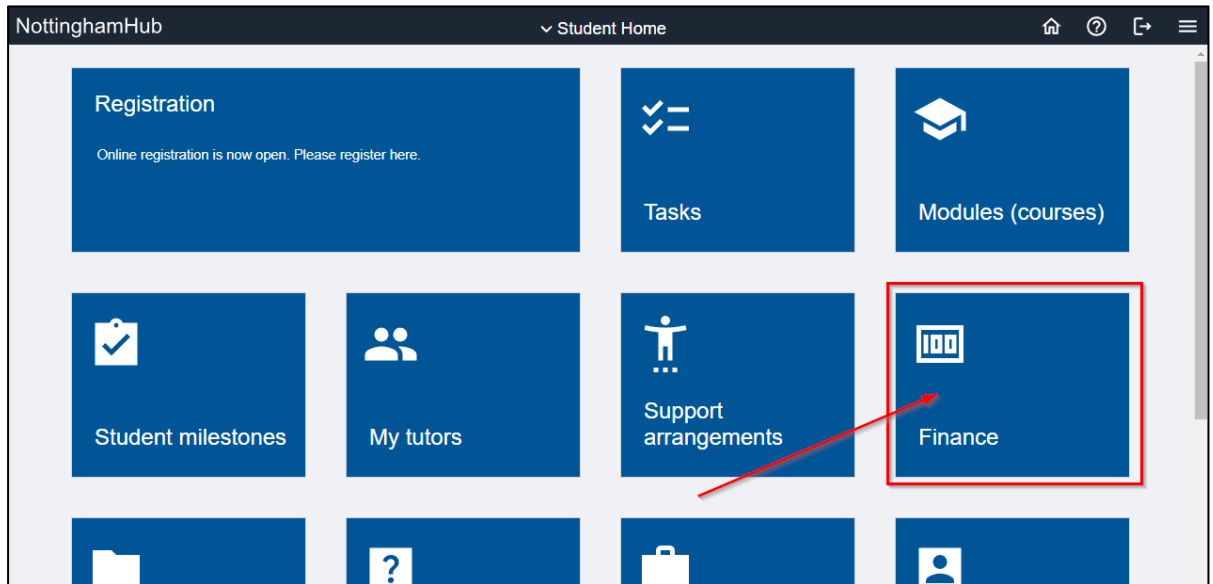 NottinghamHub
Student Home
Registration
Online registration is now open. Please register here.
Tasks
Modules (courses)
Student milestones
My tutors
Support
arrangements
100
Finance
?